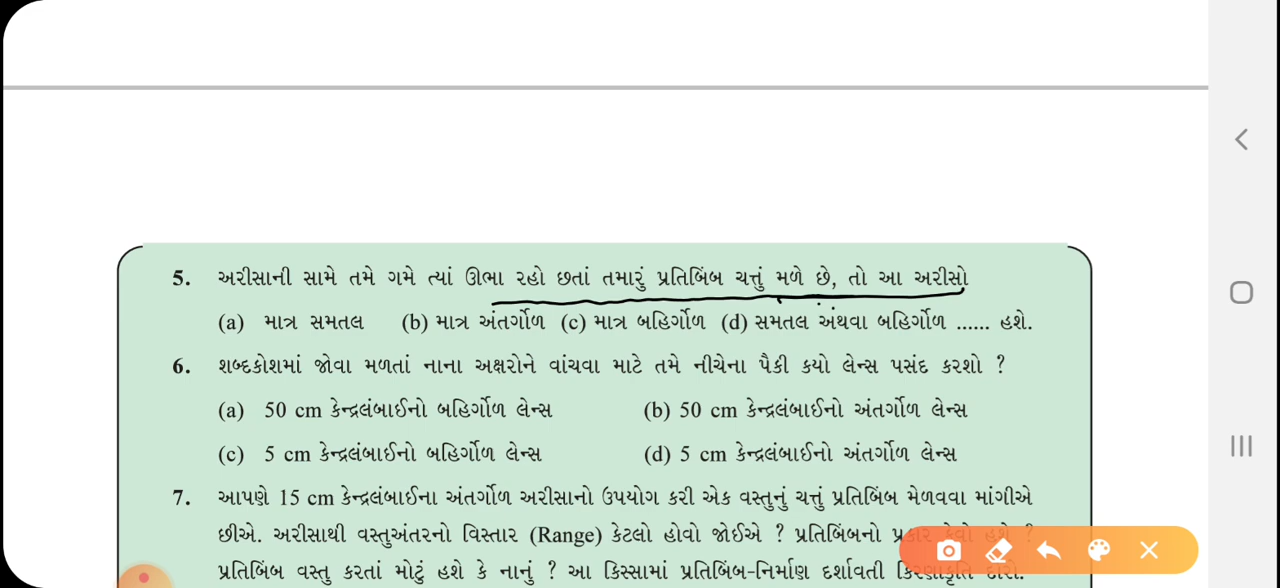 5. અરીસાની સામે તમે ગમે ત્યાં ઊભા રહો છતાં તમારું પ્રતિબિંબ ચત્તું મળે છે, તો આ અરીસો
(a) માત્ર સમતલ (b) માત્ર અંતર્ગોળ (c) માત્ર બહિર્ગોળ (d) સમતલ અથવા બહિર્ગોળ ...... હશે.
6. શબ્દકોશમાં જોવા મળતાં નાના અક્ષરોને વાંચવા માટે તમે નીચેના પૈકી કયો લેન્સ પસંદ કરશો ?
(a) 50 cm કેન્દ્રલંબાઈનો બહિર્ગોળ લેન્સ (b) 50 cm કેન્દ્રલંબાઈનો અંતર્ગોળ લેન્સ
(c) 5 cm કેન્દ્રલંબાઈનો બહિર્ગોળ લેન્સ (d) 5 cm કેન્દ્રલંબાઈનો અંતર્ગોળ લેન્સ
7. આપણે 15 cm કેન્દ્રલંબાઈના અંતર્ગોળ અરીસાનો ઉપયોગ કરી એક વસ્તુનું ચત્તું પ્રતિબિંબ મેળવવા માંગીએ
છીએ. અરીસાથી વસ્તુઅંતરનો વિસ્તાર (Range) કેટલો હોવો જોઈએ ? પ્રતિબિંબનો પ્રકાર કેવો હશે ?
પ્રતિબિંબ વસ્તુ કરતાં મોટું હશે કે નાનું ? આ કિસ્સામાં પ્રતિબિંબ-નિર્માણ દર્શાવતી કિરણાકૃતિ દોરો.